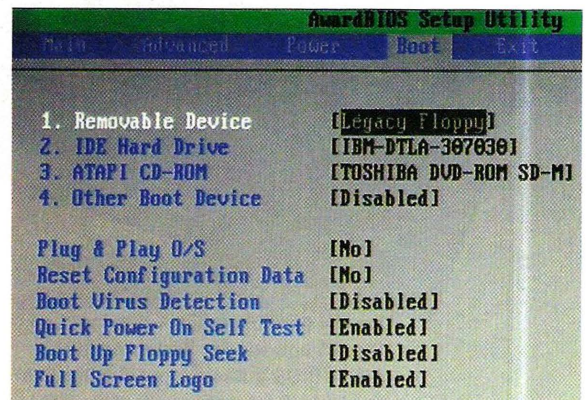 AwardBIOS Setup Utility
Main Advanced Power Boot Exit
1. Removable Device [Legacy Floppy]
2. IDE Hard Drive [IBM-DTLA-307030]
3. ATAPI CD-ROM [TOSHIBA DVD-ROM SD-M]
4. Other Boot Device [Disabled]
Plug & Play O/S [No]
Reset Configuration Data [No]
Boot Virus Detection [Disabled]
Quick Power On Self Test [Enabled]
Boot Up Floppy Seek [Disabled]
Full Screen Logo [Enabled]